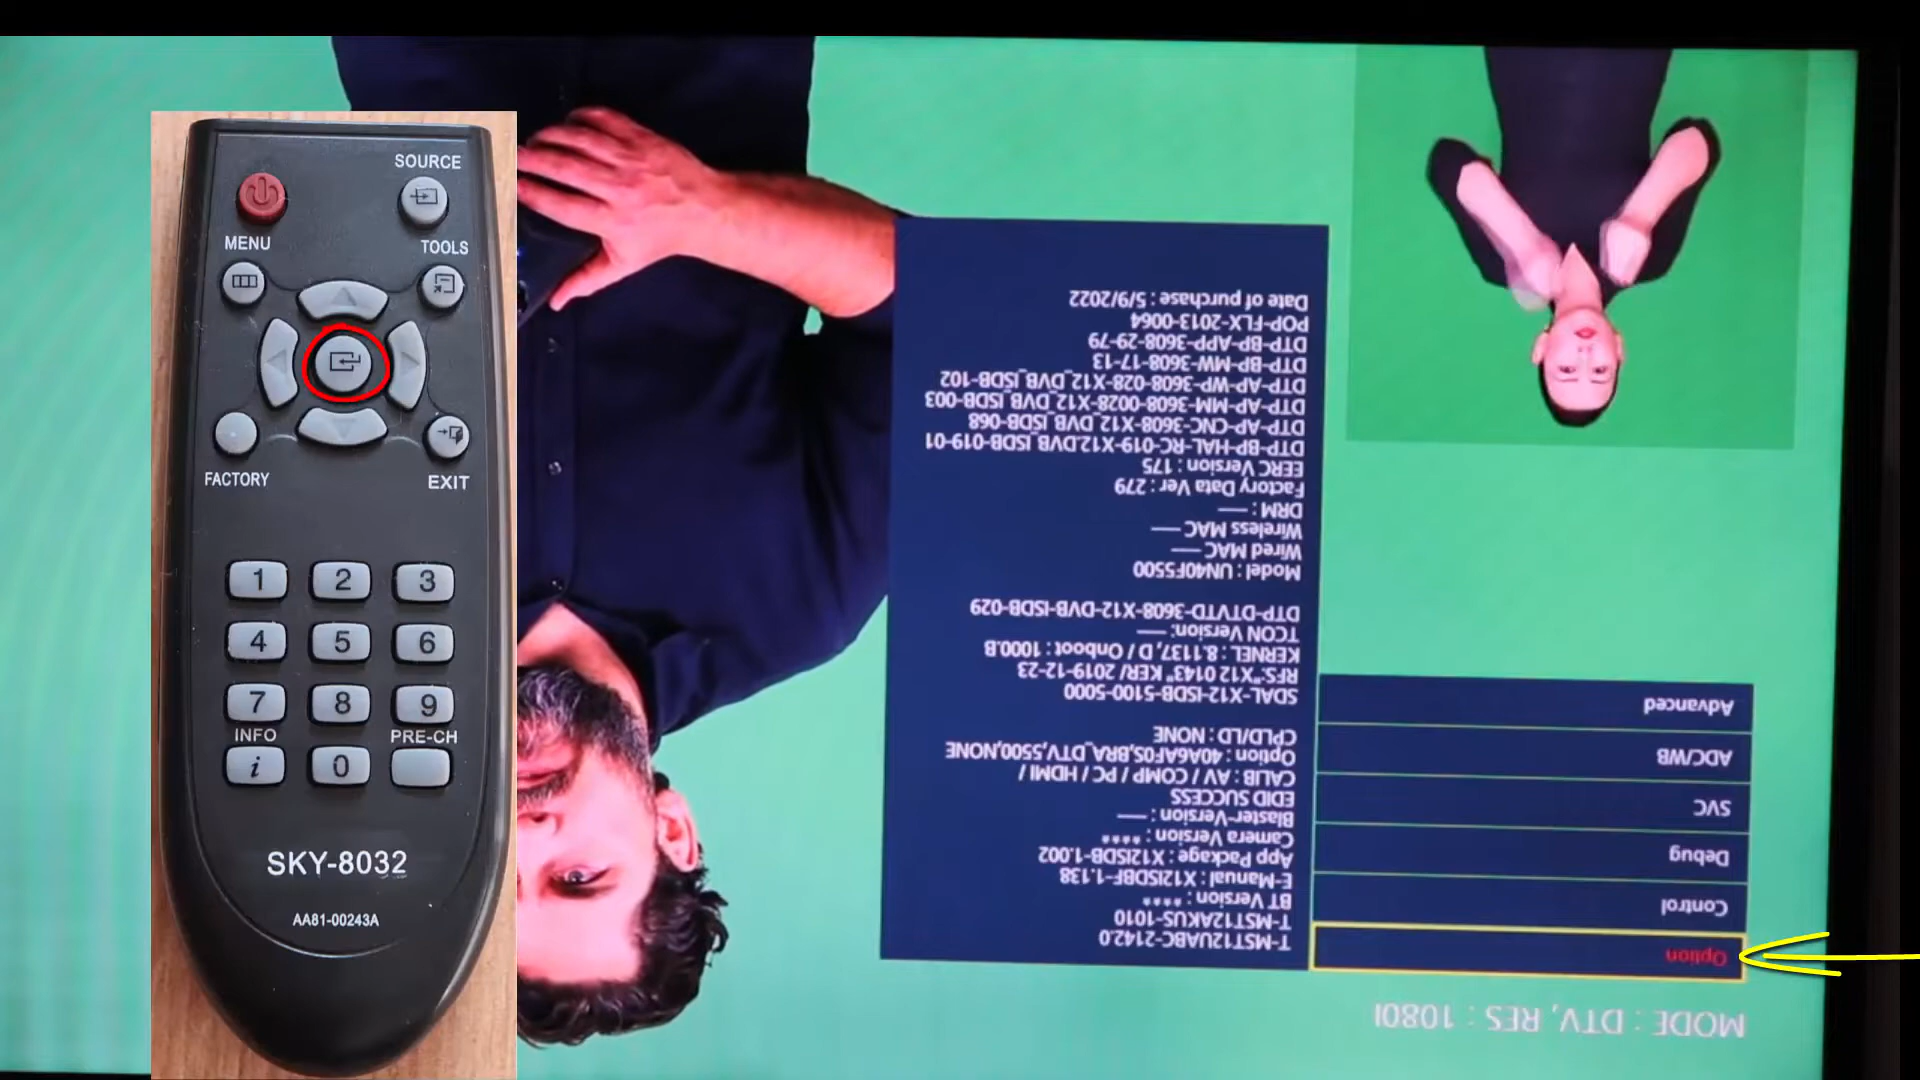 SOURCE
MENU
TOOLS
FACTORY
EXIT
1 2 3
4 5 6
7 8 9
INFO
PRE-CH
i 0
SKY-8032
AA81-00243A
MODE : DTV, RES : 1080I
Option
Control
Debug
SVC
ADC/WB
Advanced
T-MST12UABC-2142.0
T-MST12AKUS-1010
BT Version : ****
E-Manual : X12ISDBF-1.138
App Package : X12ISDB-1.002
Camera Version : ****
Blaster-Version : ----
EDID SUCCESS
CALIB : AV / COMP / PC / HDMI /
Option : 40A6AF0S,BRA_DTV,5500,NONE
CPLD/LD : NONE
SDAL-X12-ISDB-5100-5000
RFS:"X12 0143" KER/ 2019-12-23
KERNEL : 8.1137, D / Onboot : 1000.B
TCON Version: ----
DTP-DTVTD-3608-X12-DVB-ISDB-029
Model : UN40F5500
Wired MAC ----
Wireless MAC ----
DRM : ----
Factory Data Ver : 279
EERC Version : 175
DTP-BP-HAL-RC-019-X12.DVB_ISDB-019-01
DTP-AP-CNC-3608-X12_DVB_ISDB-068
DTP-AP-MM-3608-0028-X12_DVB_ISDB-003
DTP-AP-WP-3608-028-X12_DVB_ISDB-102
DTP-BP-MW-3608-17-13
DTP-BP-APP-3608-29-79
POP-FLX-2013-0064
Date of purchase : 5/9/2022